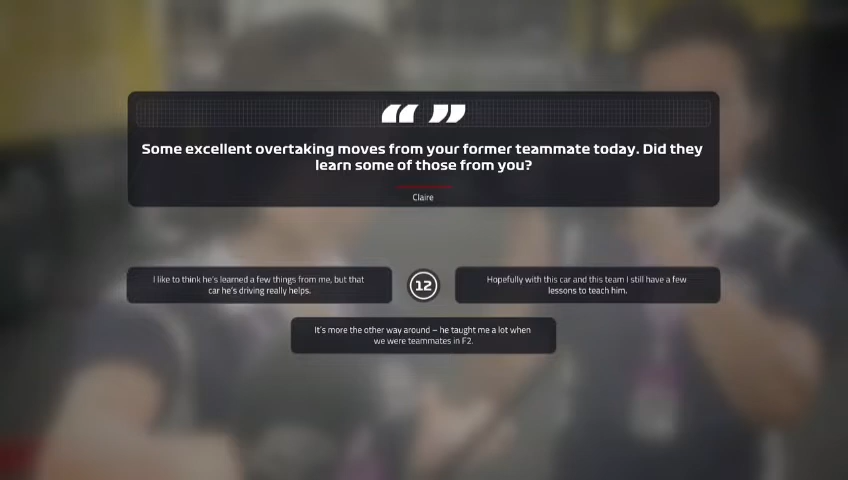 “ ”
Some excellent overtaking moves from your former teammate today. Did they
learn some of those from you?
Claire
I like to think he's learned a few things from me, but that
car he's driving really helps.
12
Hopefully with this car and this team I still have a few
lessons to teach him.
It's more the other way around – he taught me a lot when
we were teammates in F2.